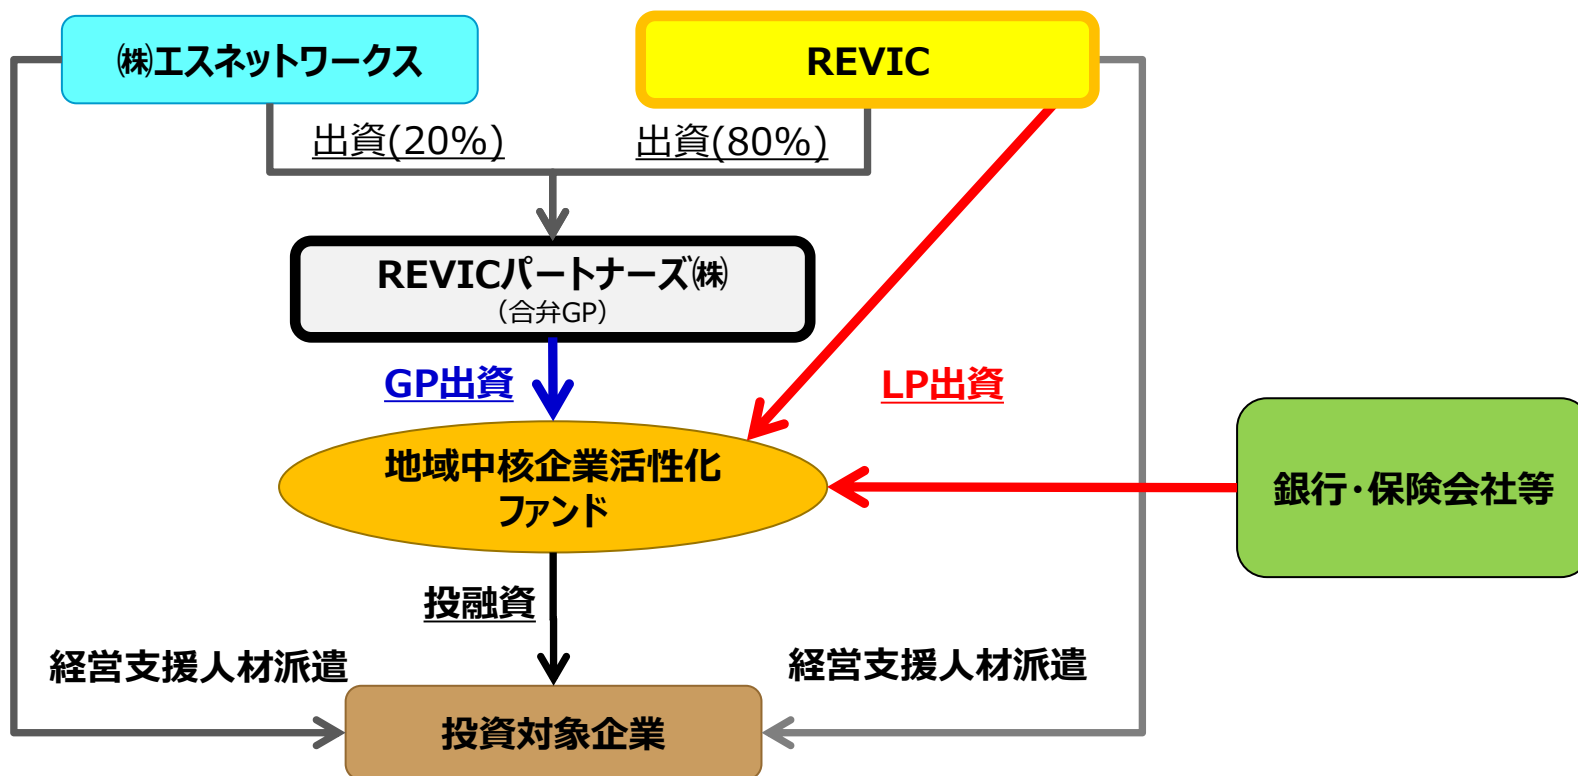 ㈱エスネットワークス
REVIC
出資(20%)
出資(80%)
REVICパートナーズ㈱
（合弁GP）
GP出資
LP出資
地域中核企業活性化
ファンド
銀行・保険会社等
投融資
経営支援人材派遣
経営支援人材派遣
投資対象企業